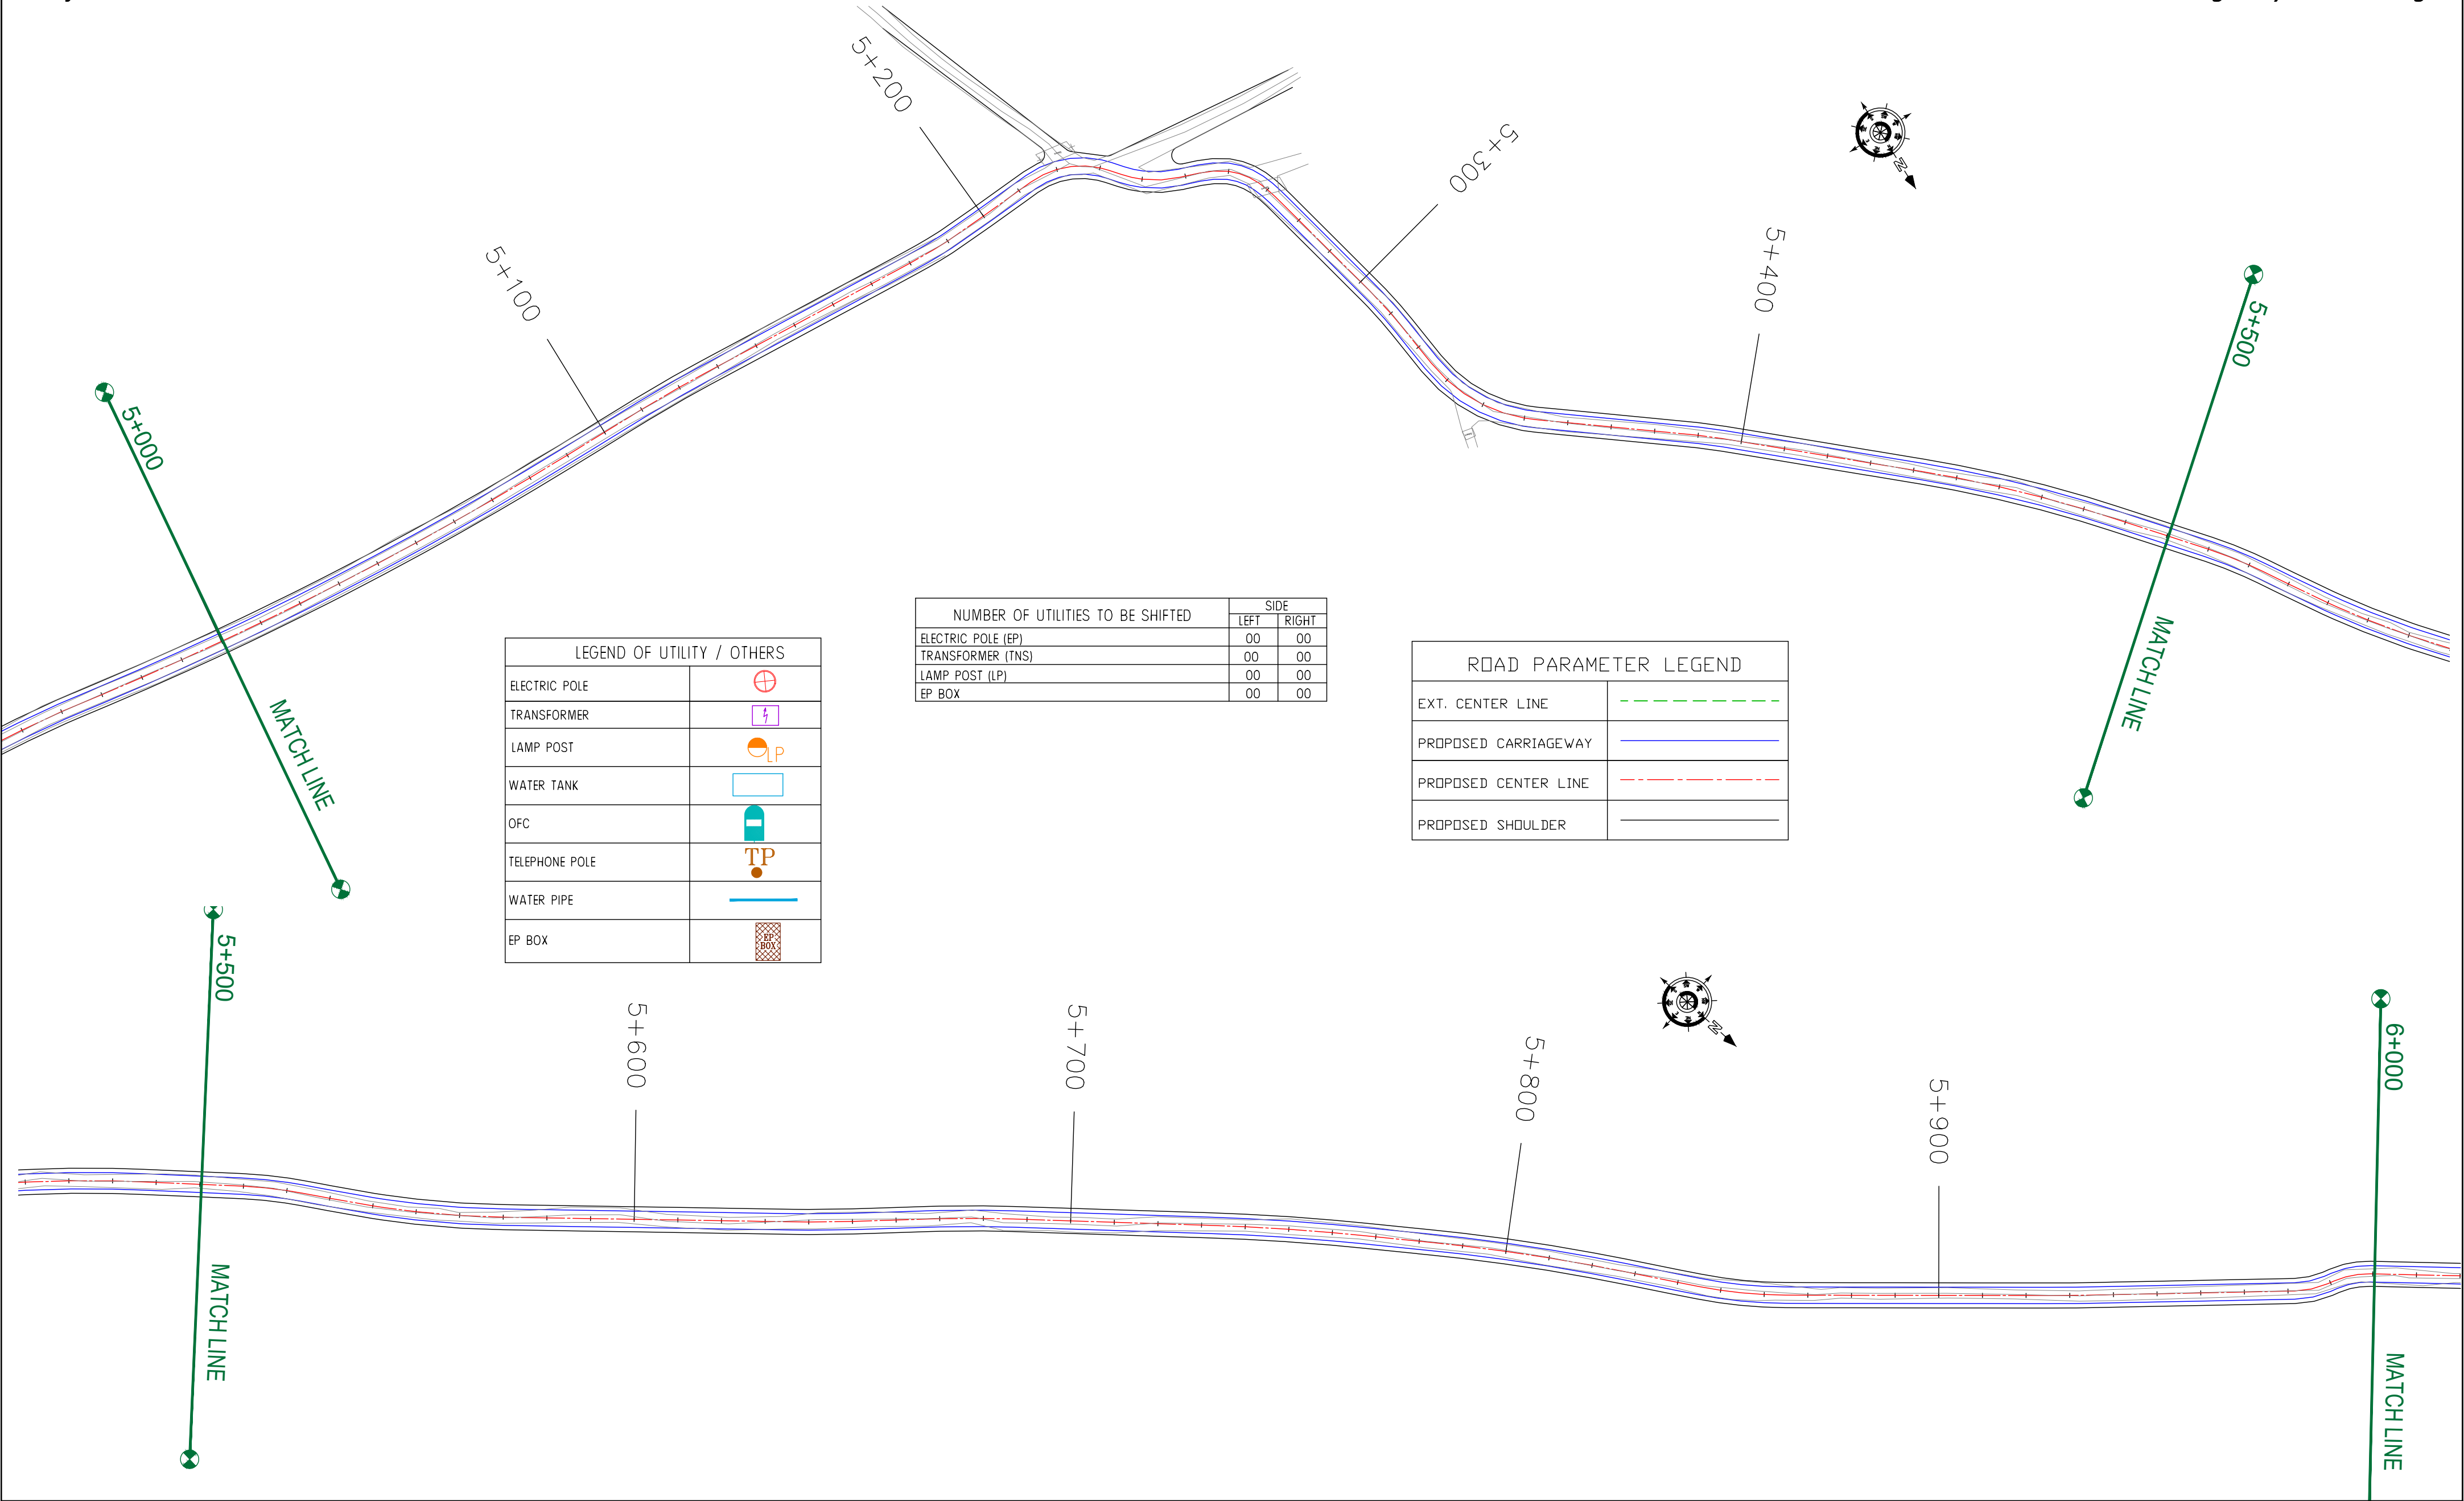 5+200
5+300
5+100
5+400
5+000
5+500
N
MATCH LINE
MATCH LINE
NUMBER OF UTILITIES TO BE SHIFTED
SIDE
LEFT RIGHT
ELECTRIC POLE (EP) 00 00
TRANSFORMER (TNS) 00 00
LAMP POST (LP) 00 00
EP BOX 00 00
LEGEND OF UTILITY / OTHERS
ELECTRIC POLE
TRANSFORMER
LAMP POST LP
WATER TANK
OFC
TELEPHONE POLE TP
WATER PIPE
EP BOX EP BOX
ROAD PARAMETER LEGEND
EXT. CENTER LINE
PROPOSED CARRIAGEWAY
PROPOSED CENTER LINE
PROPOSED SHOULDER
5+500
5+600
5+700
5+800
5+900
6+000
N
MATCH LINE
MATCH LINE